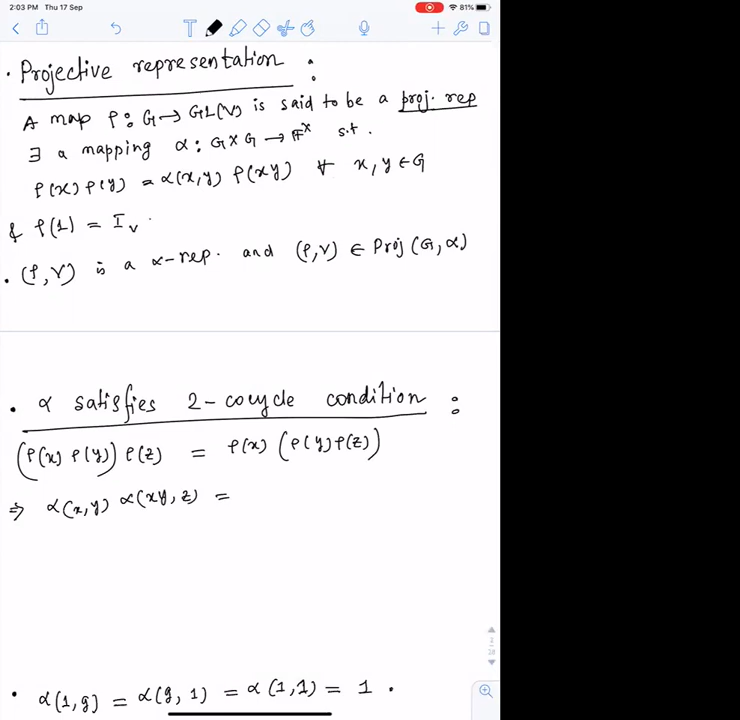 2:03 PM Thu 17 Sep
81%
• Projective representation :
A map ρ: G → GL(V) is said to be a proj. rep
∃ a mapping α: G×G → F^× s.t.
ρ(x)ρ(y) = α(x,y) ρ(xy) ∀ x, y ∈ G
& ρ(1) = I_V.
• (ρ,V) is a α-rep. and (ρ,V) ∈ Proj(G,α)
• α satisfies 2-cocycle condition :
(ρ(x) ρ(y)) ρ(z) = ρ(x) (ρ(y)ρ(z))
⇒ α(x,y) α(xy,z) =
• α(1,g) = α(g,1) = α(1,1) = 1.